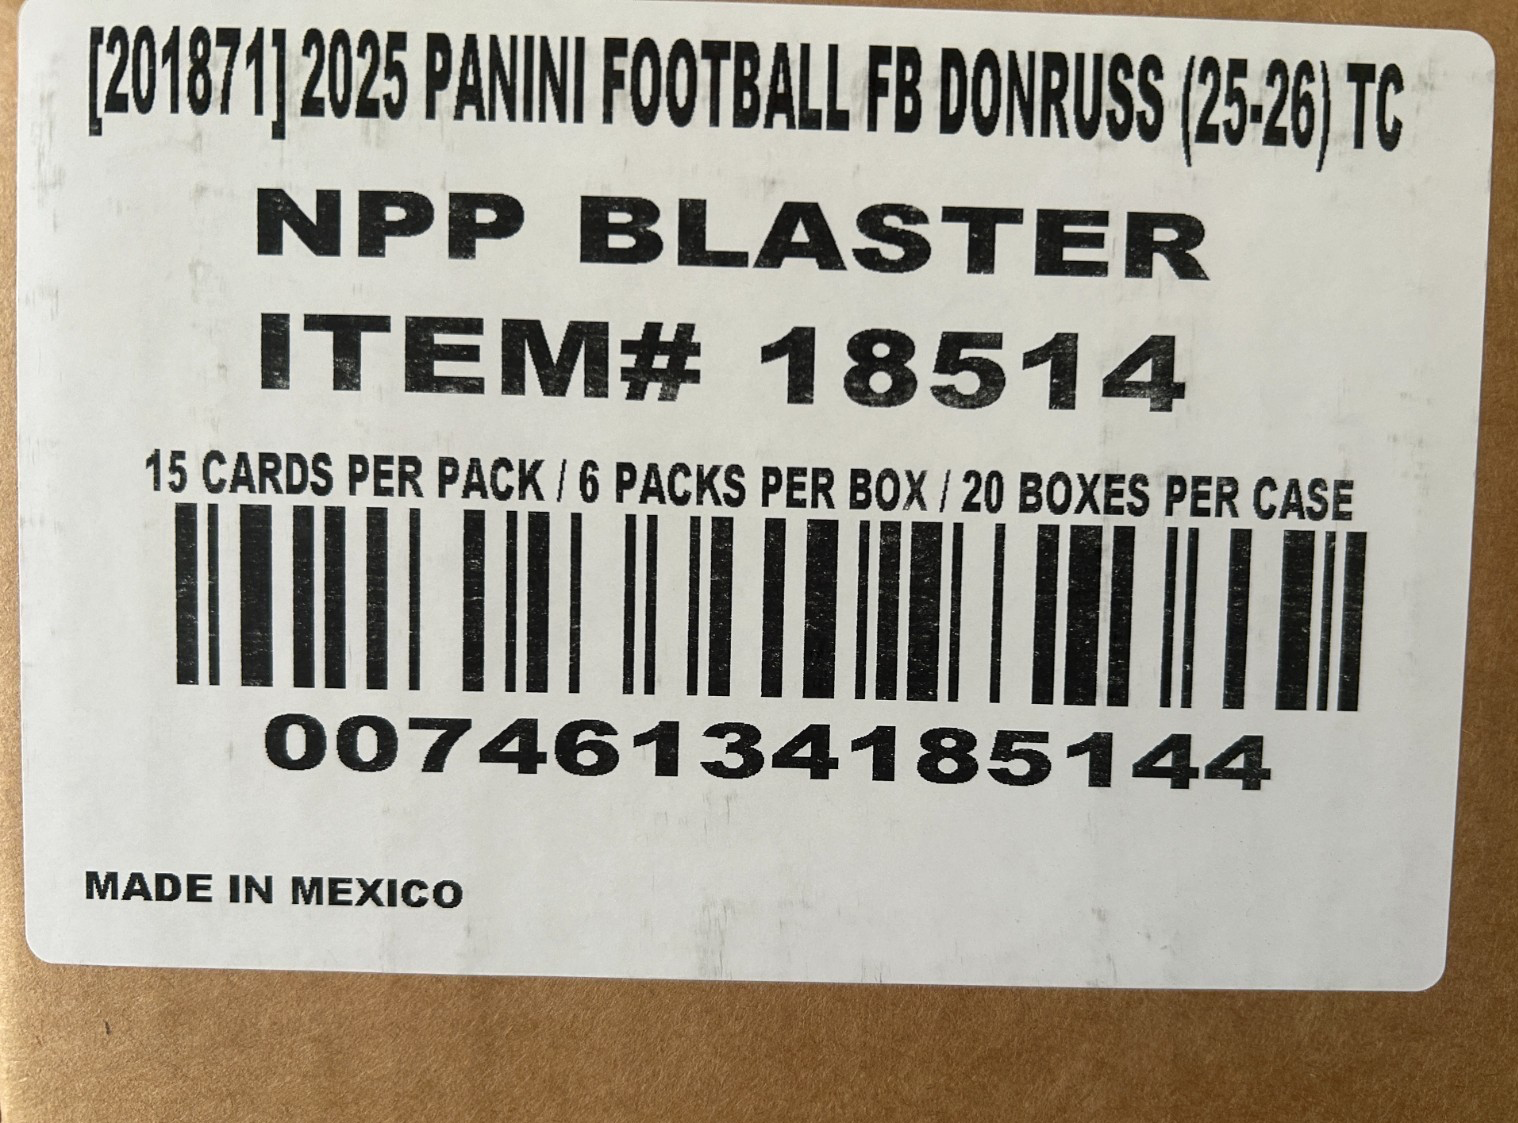 [201871] 2025 PANINI FOOTBALL FB DONRUSS (25-26) TC
NPP BLASTER
ITEM# 18514
15 CARDS PER PACK / 6 PACKS PER BOX / 20 BOXES PER CASE
00746134185144
MADE IN MEXICO